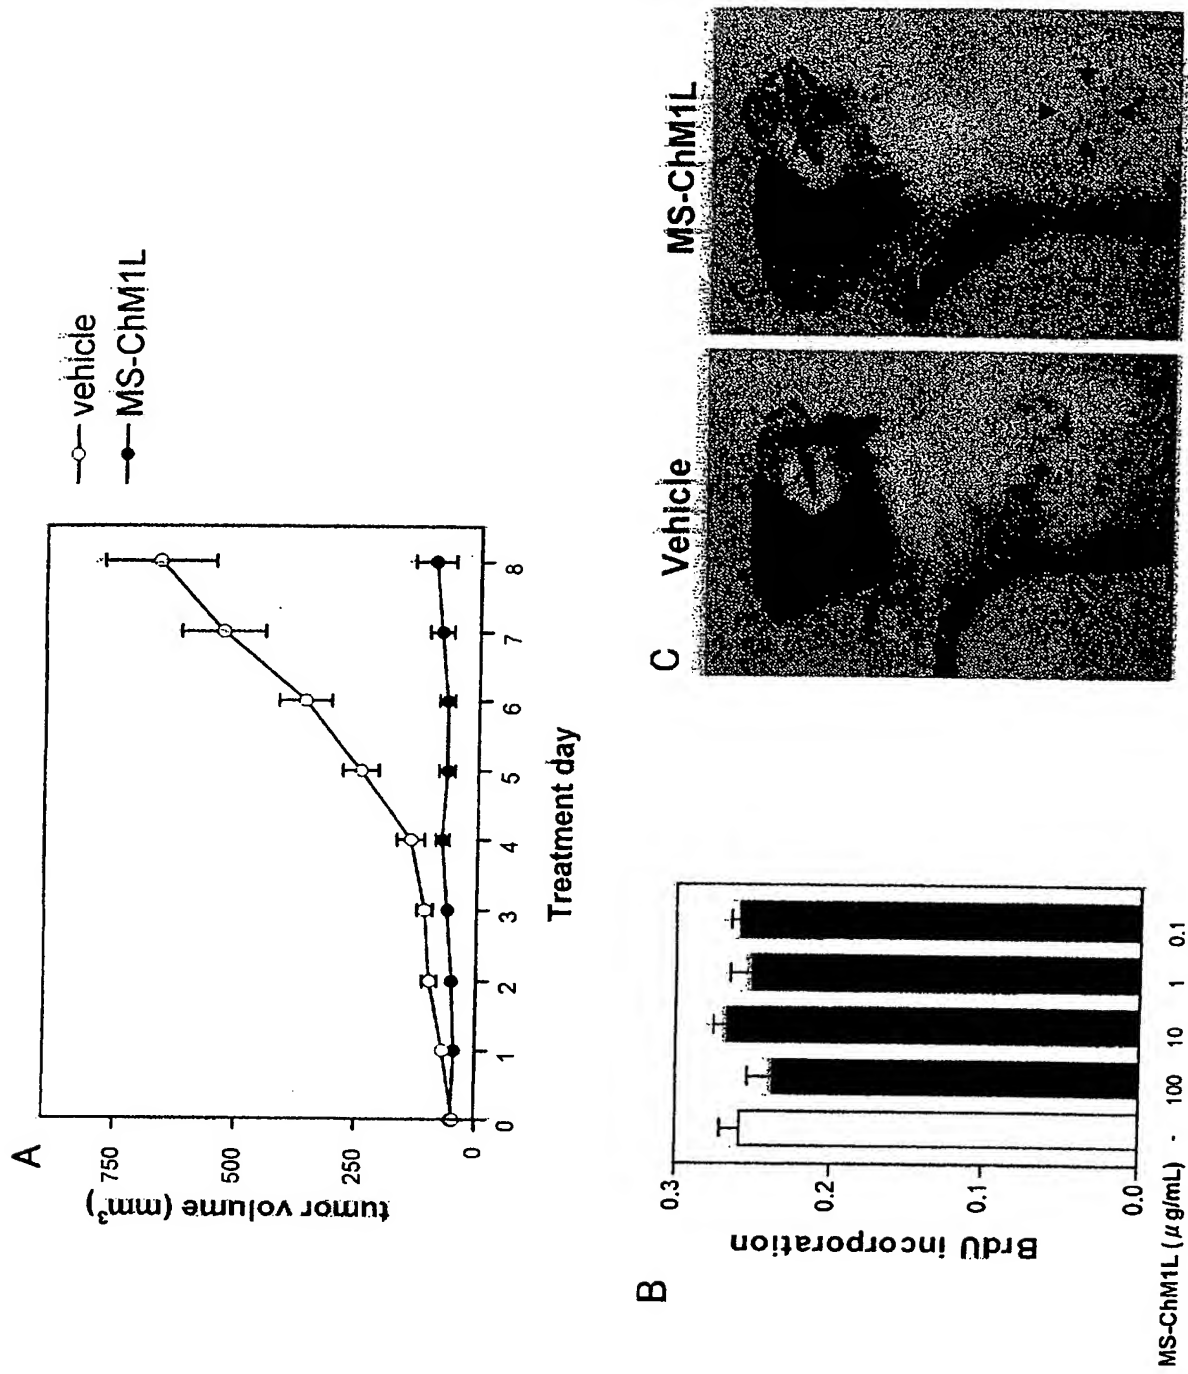 A
tumor volume (mm³)
750
500
250
0
0 1 2 3 4 5 6 7 8
Treatment day
vehicle
MS-ChM1L
B
BrdU incorporation
0.3
0.2
0.1
0.0
MS-ChM1L (μg/mL) - 100 10 1 0.1
C
Vehicle
MS-ChM1L